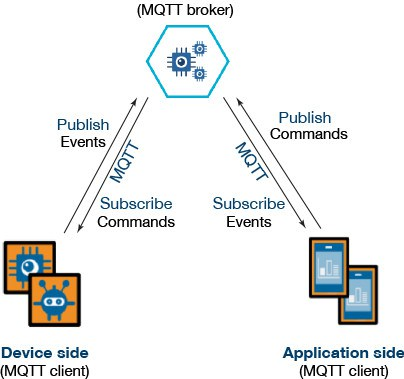 (MQTT broker)
Publish
Events
MQTT
Subscribe
Commands
Publish
Commands
MQTT
Subscribe
Events
Device side
(MQTT client)
Application side
(MQTT client)